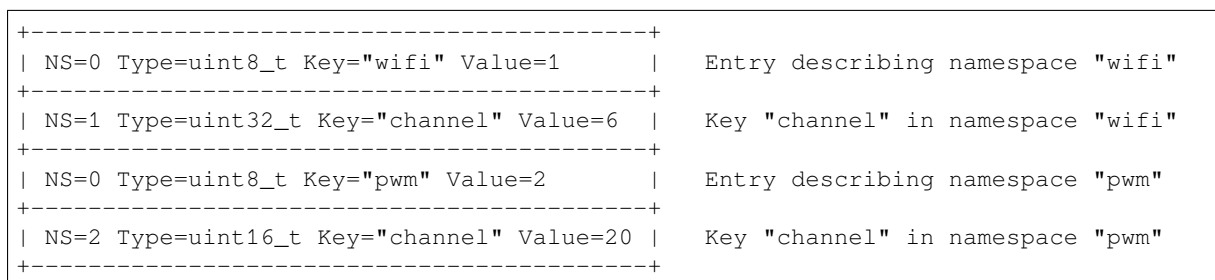 +-------------------------------------------+
| NS=0 Type=uint8_t Key="wifi" Value=1      |   Entry describing namespace "wifi"
+-------------------------------------------+
| NS=1 Type=uint32_t Key="channel" Value=6  |   Key "channel" in namespace "wifi"
+-------------------------------------------+
| NS=0 Type=uint8_t Key="pwm" Value=2       |   Entry describing namespace "pwm"
+-------------------------------------------+
| NS=2 Type=uint16_t Key="channel" Value=20 |   Key "channel" in namespace "pwm"
+-------------------------------------------+